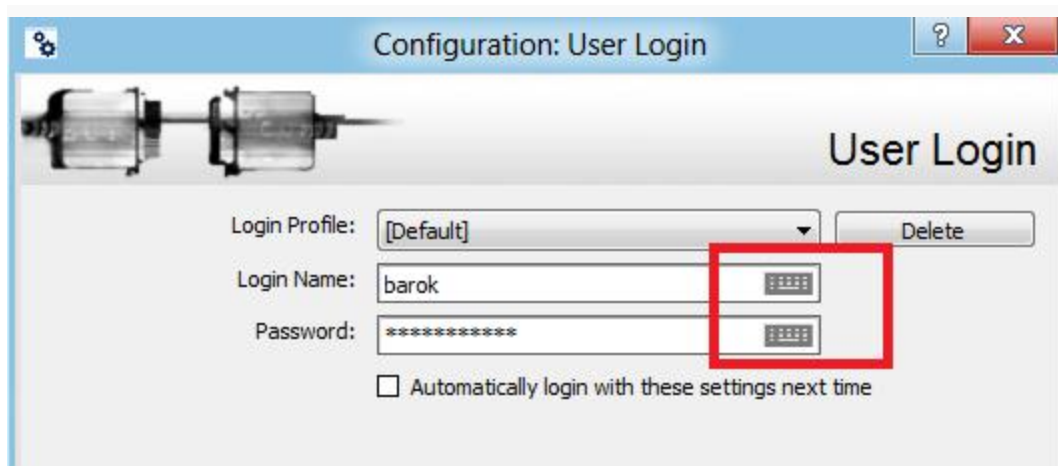 Configuration: User Login
User Login
Login Profile: [Default] Delete
Login Name: barok
Password: ***********
Automatically login with these settings next time